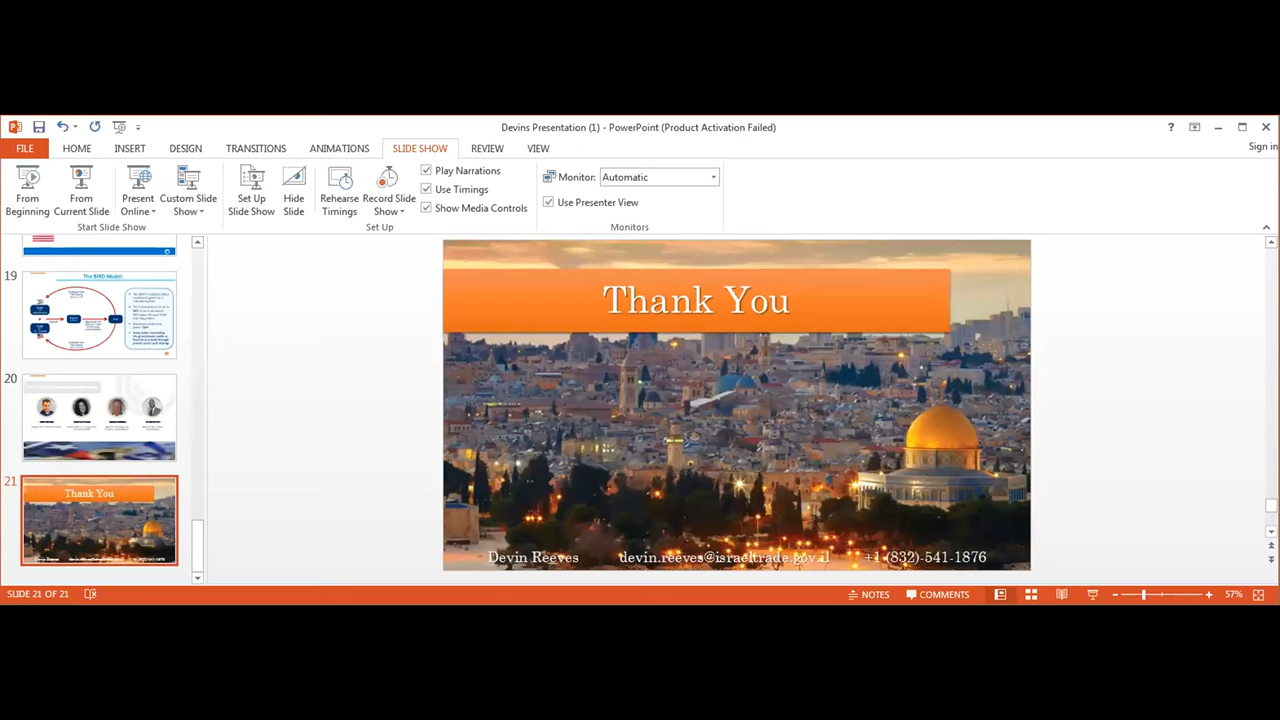 Devins Presentation (1) - PowerPoint (Product Activation Failed)
?
Sign in
FILE HOME INSERT DESIGN TRANSITIONS ANIMATIONS SLIDE SHOW REVIEW VIEW
From Beginning
From Current Slide
Present Online
Custom Slide Show
Start Slide Show
Set Up Slide Show
Hide Slide
Rehearse Timings
Record Slide Show
Play Narrations
Use Timings
Show Media Controls
Set Up
Monitor: Automatic
Use Presenter View
Monitors
19
The BIRD Model
20
21
Thank You
Thank You
Devin Reeves devin.reeves@israeltrade.gov.il +1 (832)-541-1876
SLIDE 21 OF 21
NOTES COMMENTS 57%